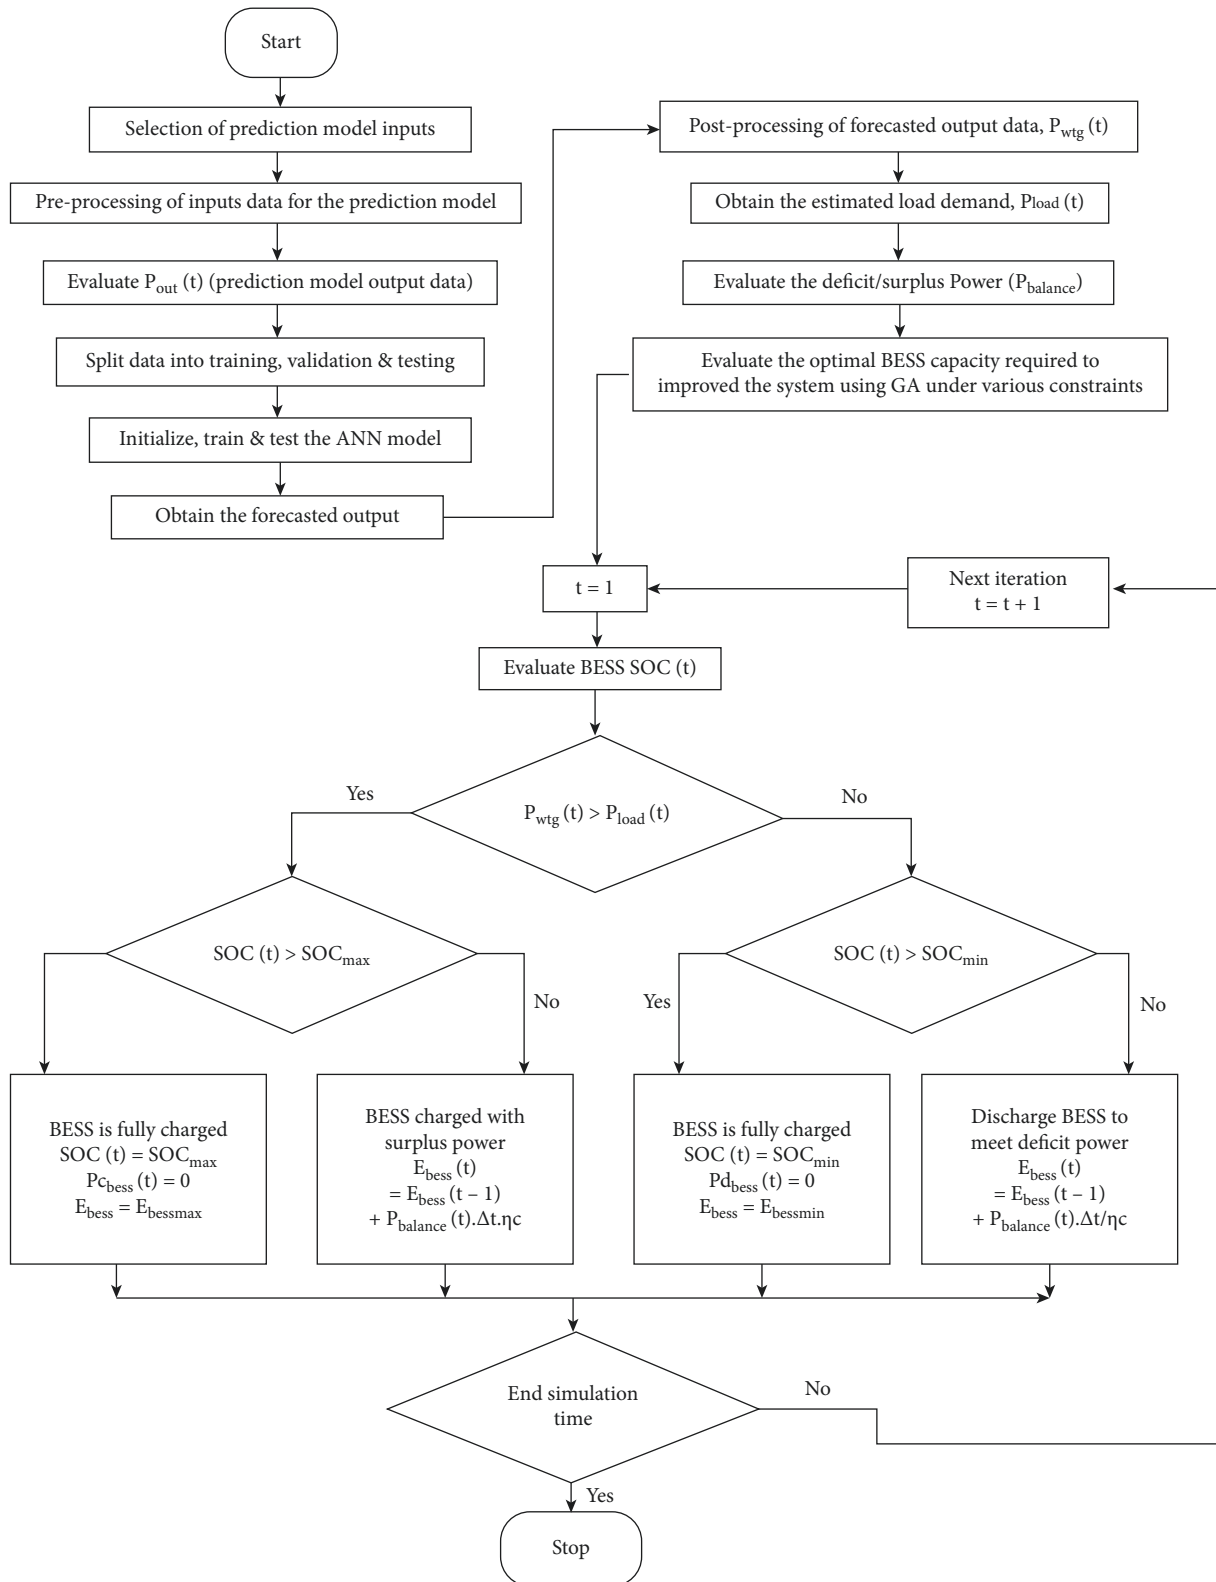 Start
Selection of prediction model inputs
Pre-processing of inputs data for the prediction model
Evaluate P_out (t) (prediction model output data)
Split data into training, validation & testing
Initialize, train & test the ANN model
Obtain the forecasted output
Post-processing of forecasted output data, P_wtg (t)
Obtain the estimated load demand, Pload (t)
Evaluate the deficit/surplus Power (P_balance)
Evaluate the optimal BESS capacity required to
improved the system using GA under various constraints
t = 1
Next iteration
t = t + 1
Evaluate BESS SOC (t)
P_wtg (t) > P_load (t)
Yes
No
SOC (t) > SOC_max
Yes
No
SOC (t) > SOC_min
No
BESS is fully charged
SOC (t) = SOC_max
Pc_bess (t) = 0
E_bess = E_bessmax
BESS charged with
surplus power
E_bess (t)
= E_bess (t – 1)
+ P_balance (t).Δt.ηc
BESS is fully charged
SOC (t) = SOC_min
Pd_bess (t) = 0
E_bess = E_bessmin
Discharge BESS to
meet deficit power
E_bess (t)
= E_bess (t – 1)
+ P_balance (t).Δt/ηc
End simulation
time
No
Yes
Stop